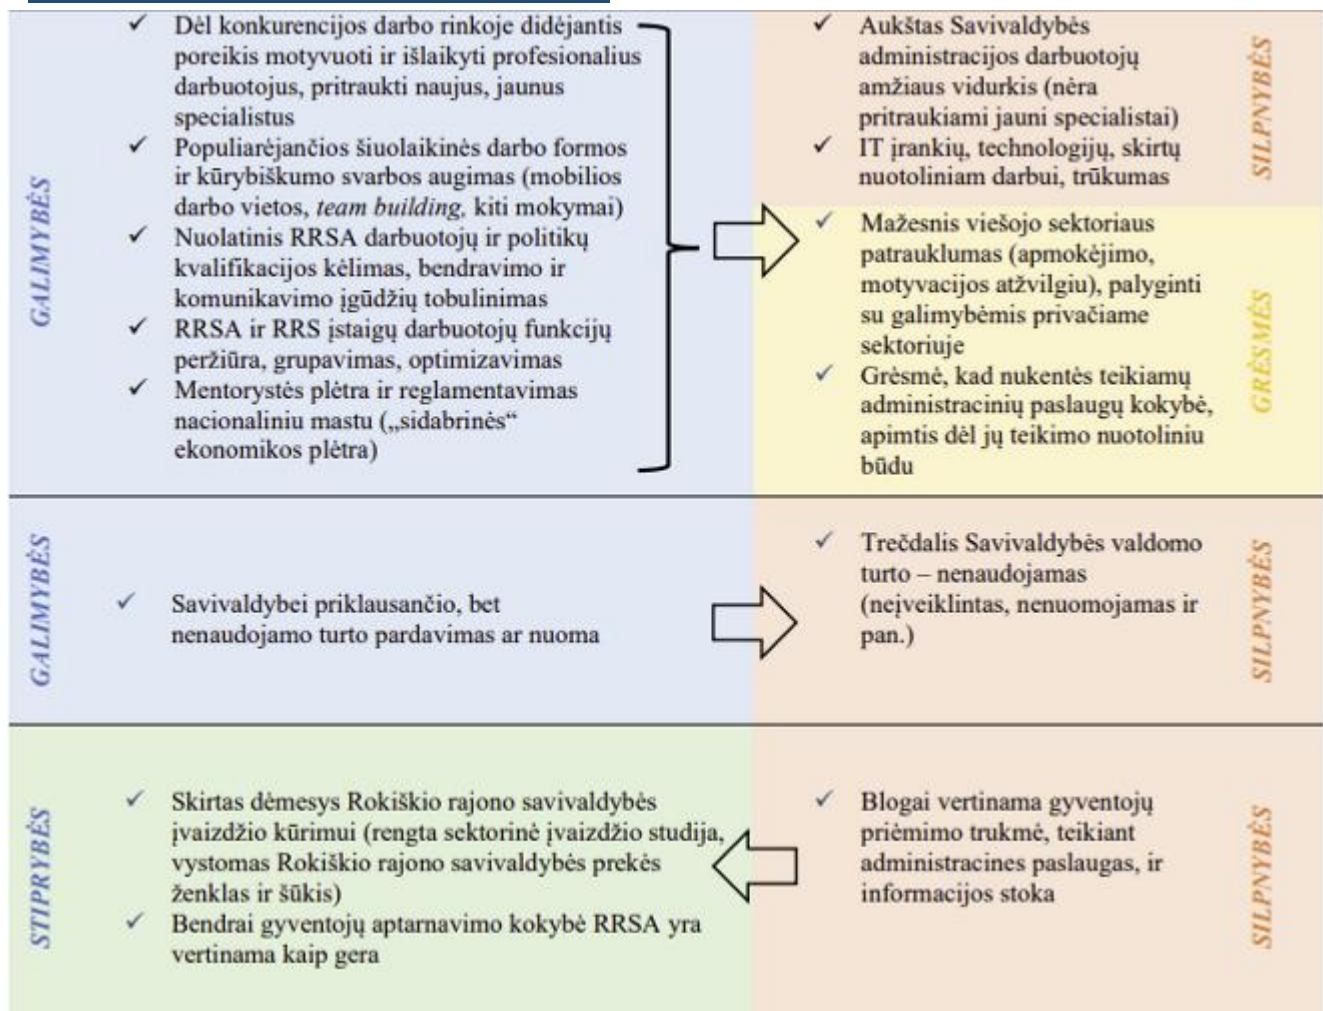 GALIMYBĖS
✓ Dėl konkurencijos darbo rinkoje didėjantis
poreikis motyvuoti ir išlaikyti profesionalius
darbuotojus, pritraukti naujus, jaunus
specialistus
✓ Populiarėjančios šiuolaikinės darbo formos
ir kūrybiškumo svarbos augimas (mobilios
darbo vietos, team building, kiti mokymai)
✓ Nuolatinis RRSA darbuotojų ir politikų
kvalifikacijos kėlimas, bendravimo ir
komunikavimo įgūdžių tobulinimas
✓ RRSA ir RRS įstaigų darbuotojų funkcijų
peržiūra, grupavimas, optimizavimas
✓ Mentorystės plėtra ir reglamentavimas
nacionaliniu mastu („sidabrinės“
ekonomikos plėtra)
✓ Aukštas Savivaldybės
administracijos darbuotojų
amžiaus vidurkis (nėra
pritraukiami jauni specialistai)
✓ IT įrankių, technologijų, skirtų
nuotoliniam darbui, trūkumas
SILPNYBĖS
✓ Mažesnis viešojo sektoriaus
patrauklumas (apmokėjimo,
motyvacijos atžvilgiu), palyginti
su galimybėmis privačiame
sektoriuje
✓ Grėsmė, kad nukentės teikiamų
administracinių paslaugų kokybė,
apimtis dėl jų teikimo nuotoliniu
būdu
GRĖSMĖS
GALIMYBĖS
✓ Savivaldybei priklausančio, bet
nenaudojamo turto pardavimas ar nuoma
✓ Trečdalis Savivaldybės valdomo
turto – nenaudojamas
(neįveiklintas, nenuomojamas ir
pan.)
SILPNYBĖS
STIPRYBĖS
✓ Skirtas dėmesys Rokiškio rajono savivaldybės
įvaizdžio kūrimui (rengta sektorinė įvaizdžio studija,
vystomas Rokiškio rajono savivaldybės prekės
ženklas ir šūkis)
✓ Bendrai gyventojų aptarnavimo kokybė RRSA yra
vertinama kaip gera
✓ Blogai vertinama gyventojų
priėmimo trukmė, teikiant
administracines paslaugas, ir
informacijos stoka
SILPNYBĖS